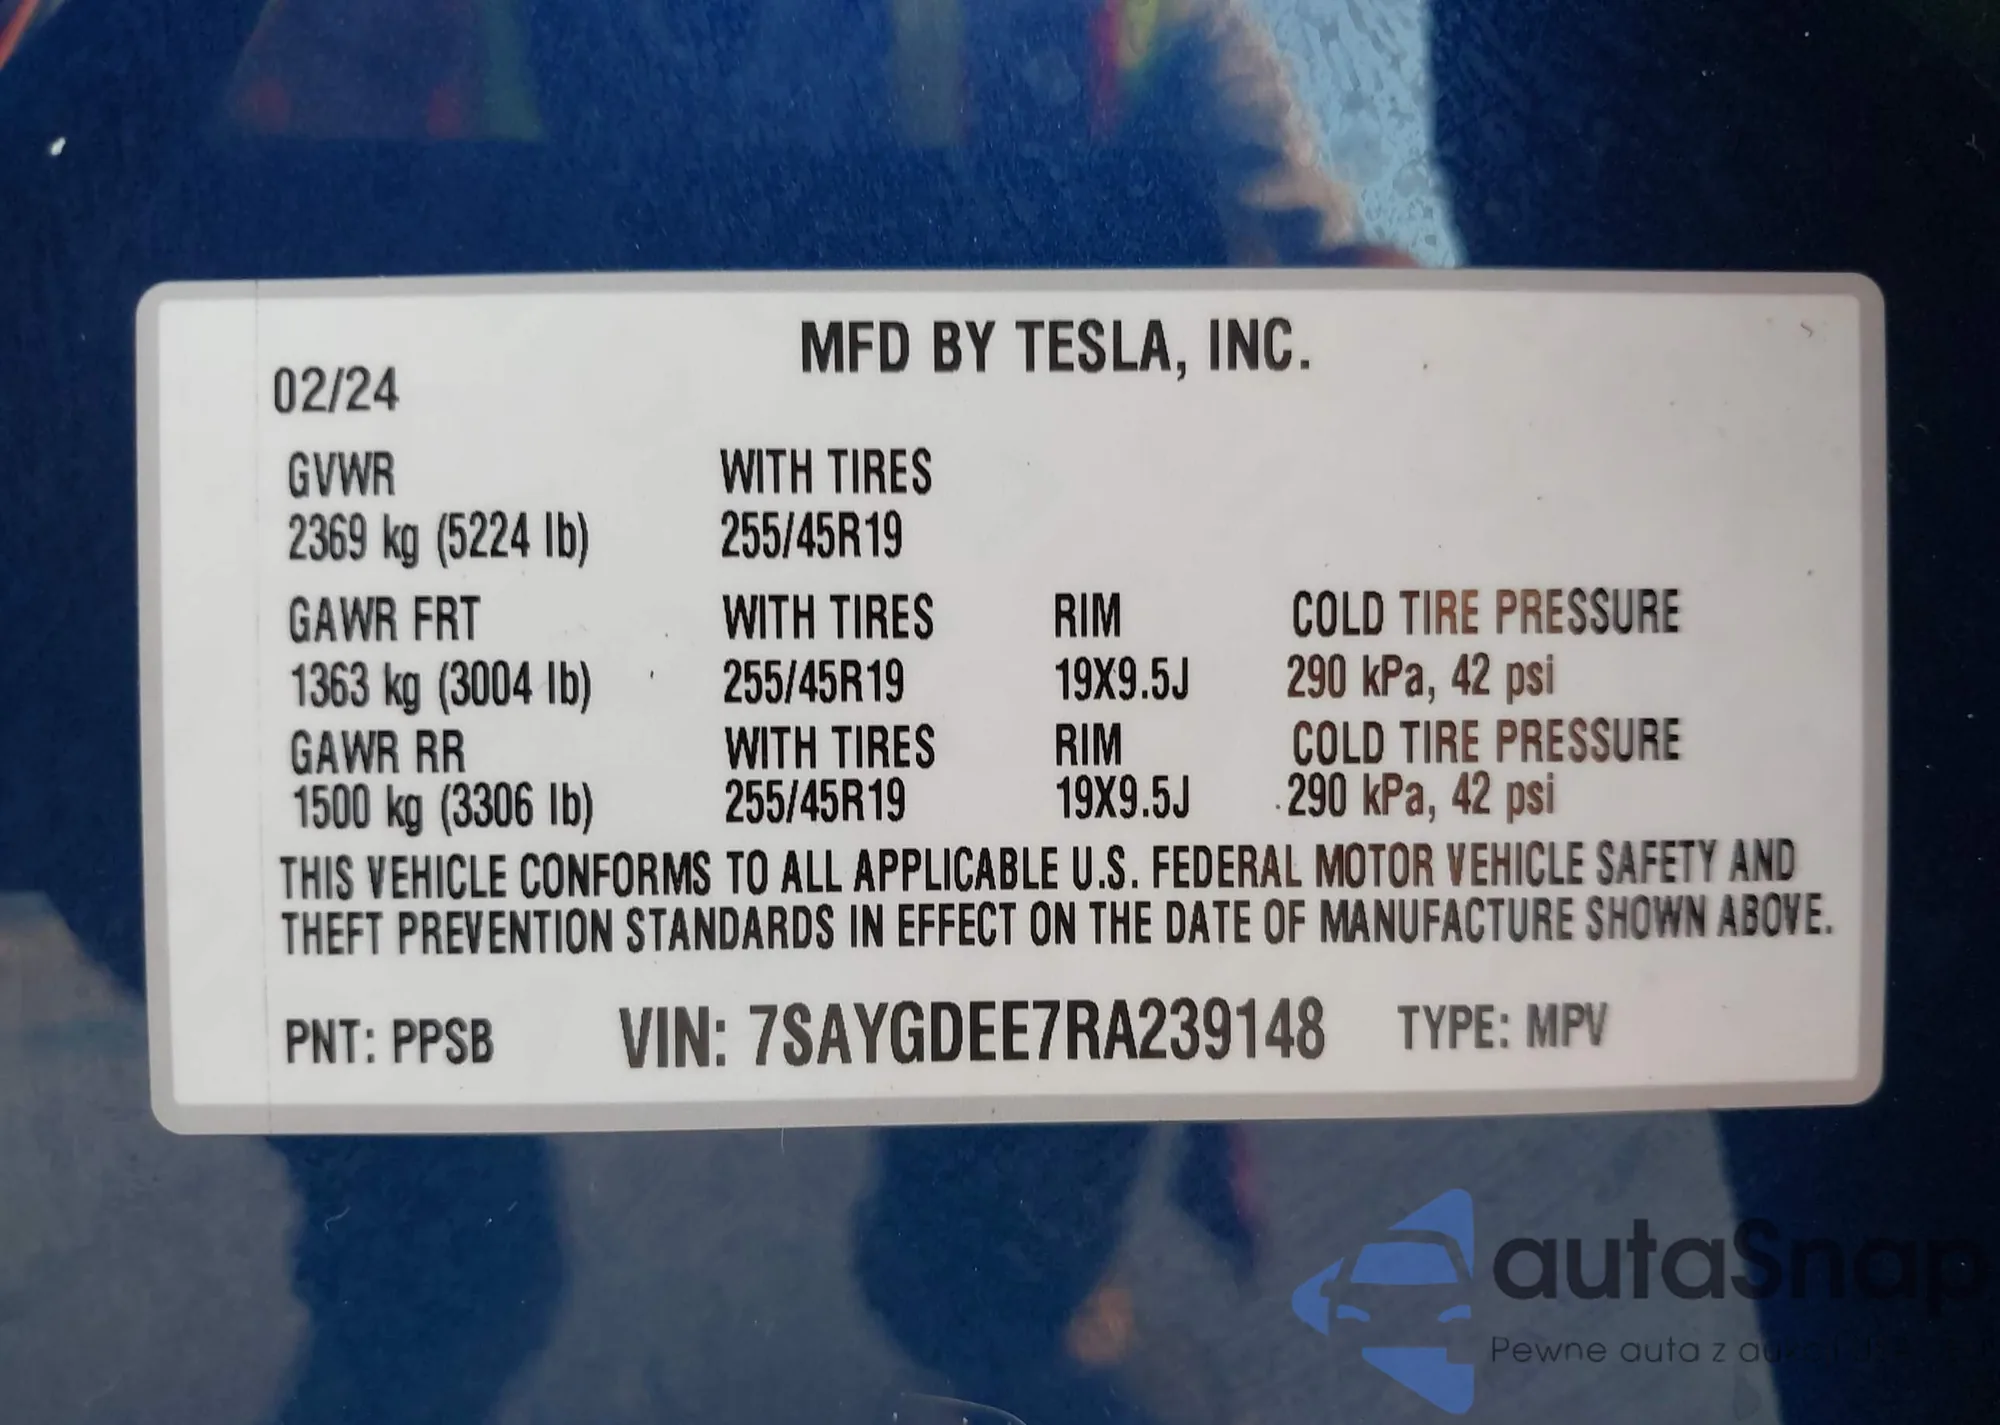 MFD BY TESLA, INC.
02/24
GVWR WITH TIRES
2369 kg (5224 lb) 255/45R19
GAWR FRT WITH TIRES RIM COLD TIRE PRESSURE
1363 kg (3004 lb) 255/45R19 19X9.5J 290 kPa, 42 psi
GAWR RR WITH TIRES RIM COLD TIRE PRESSURE
1500 kg (3306 lb) 255/45R19 19X9.5J 290 kPa, 42 psi
THIS VEHICLE CONFORMS TO ALL APPLICABLE U.S. FEDERAL MOTOR VEHICLE SAFETY AND
THEFT PREVENTION STANDARDS IN EFFECT ON THE DATE OF MANUFACTURE SHOWN ABOVE.
PNT: PPSB VIN: 7SAYGDEE7RA239148 TYPE: MPV
autaSnap
Pewne auta z